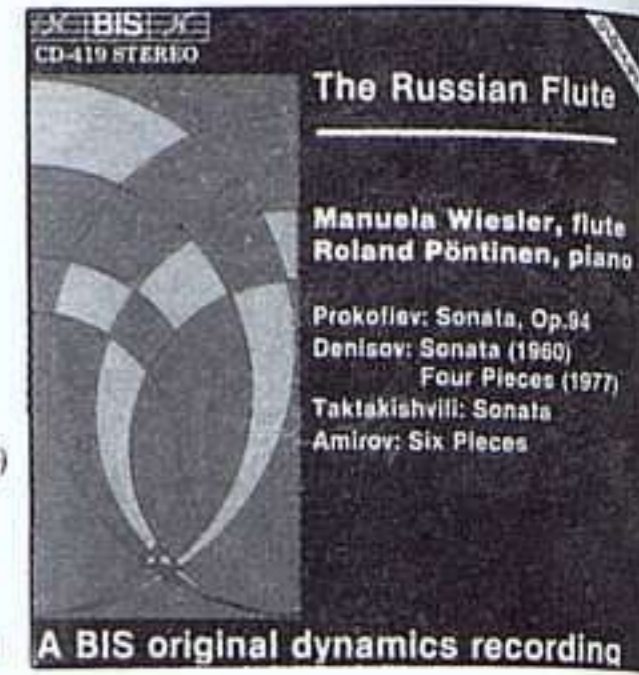 BIS
CD-419 STEREO
The Russian Flute
Manuela Wiesler, flute
Roland Pöntinen, piano
Prokofiev: Sonata, Op.94
Denisov: Sonata (1960)
Four Pieces (1977)
Taktakishvili: Sonata
Amirov: Six Pieces
A BIS original dynamics recording